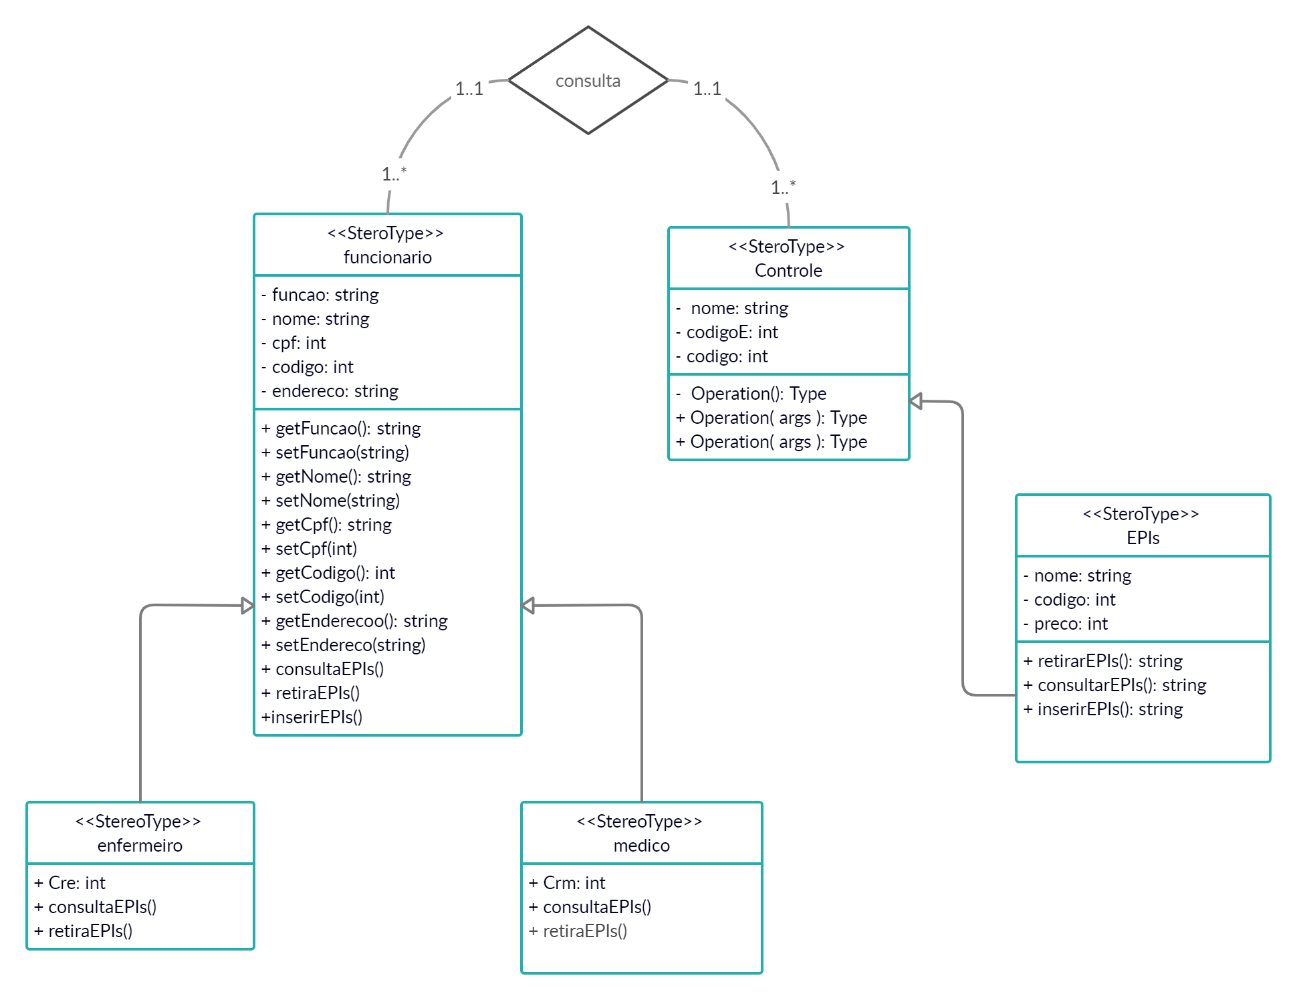 consulta
1..1
1..1
1..*
1..*
<<SteroType>>
funcionario
- funcao: string
- nome: string
- cpf: int
- codigo: int
- endereco: string
+ getFuncao(): string
+ setFuncao(string)
+ getNome(): string
+ setNome(string)
+ getCpf(): string
+ setCpf(int)
+ getCodigo(): int
+ setCodigo(int)
+ getEnderecoo(): string
+ setEndereco(string)
+ consultaEPIs()
+ retiraEPIs()
+inserirEPIs()
<<SteroType>>
Controle
- nome: string
- codigoE: int
- codigo: int
- Operation(): Type
+ Operation( args ): Type
+ Operation( args ): Type
<<SteroType>>
EPIs
- nome: string
- codigo: int
- preco: int
+ retirarEPIs(): string
+ consultarEPIs(): string
+ inserirEPIs(): string
<<StereoType>>
enfermeiro
+ Cre: int
+ consultaEPIs()
+ retiraEPIs()
<<StereoType>>
medico
+ Crm: int
+ consultaEPIs()
+ retiraEPIs()